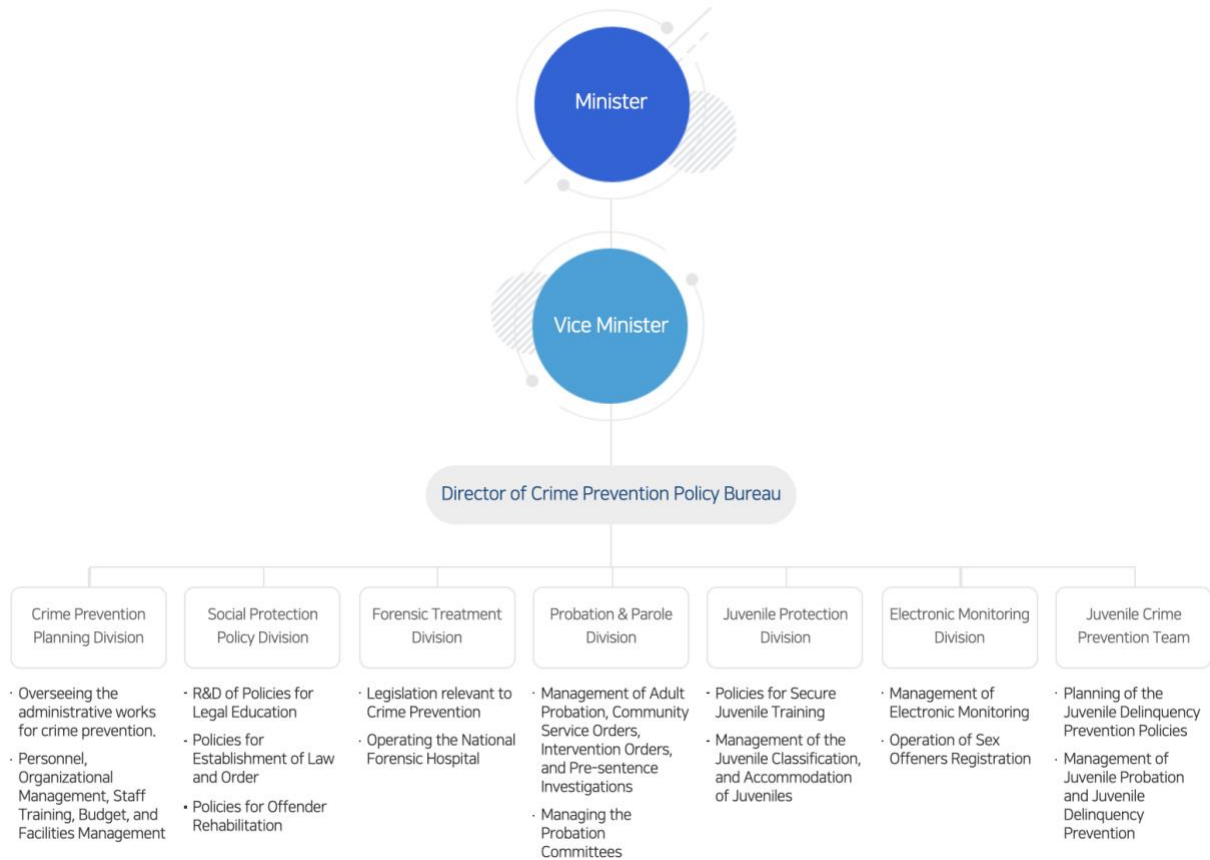 Minister
Vice Minister
Director of Crime Prevention Policy Bureau
Crime Prevention
Planning Division
· Overseeing the
administrative works
for crime prevention.
· Personnel,
Organizational
Management, Staff
Training, Budget, and
Facilities Management
Social Protection
Policy Division
· R&D of Policies for
Legal Education
· Policies for
Establishment of Law
and Order
· Policies for Offender
Rehabilitation
Forensic Treatment
Division
· Legislation relevant to
Crime Prevention
· Operating the National
Forensic Hospital
Probation & Parole
Division
· Management of Adult
Probation, Community
Service Orders,
Intervention Orders,
and Pre-sentence
Investigations
· Managing the
Probation
Committees
Juvenile Protection
Division
· Policies for Secure
Juvenile Training
· Management of the
Juvenile Classification,
and Accommodation
of Juveniles
Electronic Monitoring
Division
· Management of
Electronic Monitoring
· Operation of Sex
Offeners Registration
Juvenile Crime
Prevention Team
· Planning of the
Juvenile Delinquency
Prevention Policies
· Management of
Juvenile Probation
and Juvenile
Delinquency
Prevention